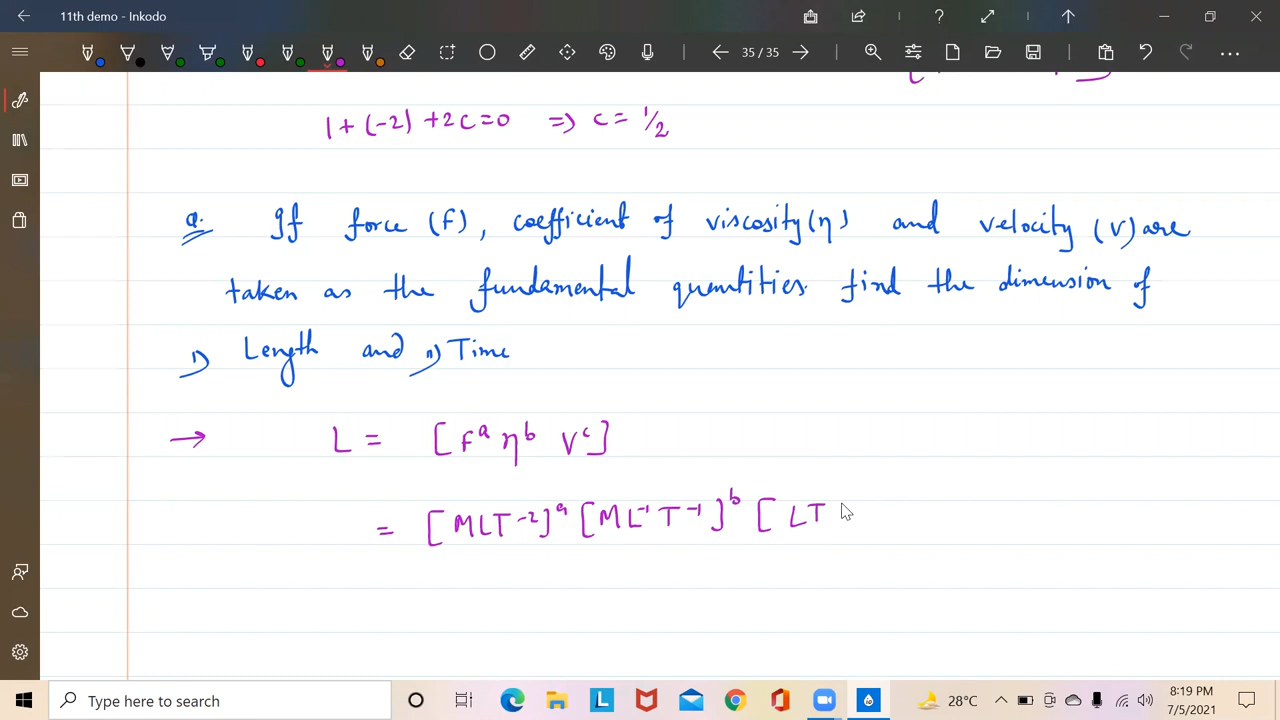 11th demo - Inkodo
35 / 35
1 + (-2) + 2c = 0 => c = 1/2
Q. If force (F), coefficient of viscosity (η) and velocity (V) are
taken as the fundamental quantities find the dimension of
i) Length and ii) Time
→ L = [F^a η^b V^c]
= [MLT^-2]^a [ML^-1 T^-1]^b [LT
Type here to search
28°C
8:19 PM
7/5/2021